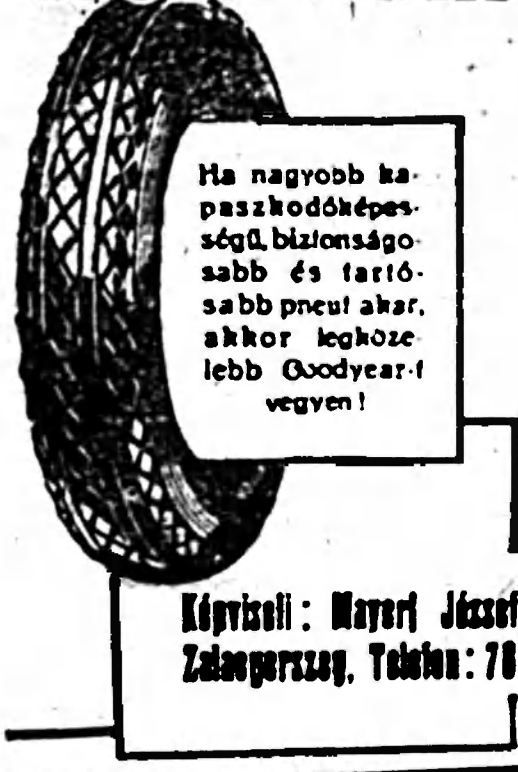 Ha nagyobb ka-
paszkodóképes-
ségű, biztonságo-
sabb és tartó-
sabb pneut akar,
akkor legköze
lebb Goodyear-t
vegyen!
Képviseli: József
Zalaegerszeg, Telefon: 78